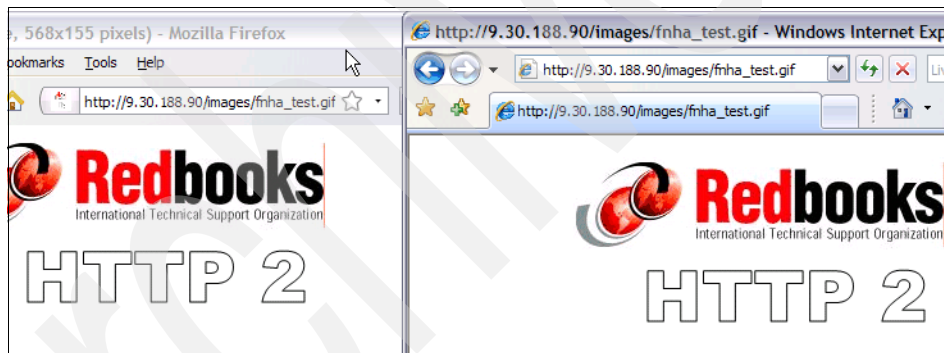 , 568x155 pixels) - Mozilla Firefox
ookmarks Tools Help
http://9.30.188.90/images/fnha_test.gif
Redbooks
International Technical Support Organization
HTTP 2
http://9.30.188.90/images/fnha_test.gif - Windows Internet Exp
http://9.30.188.90/images/fnha_test.gif
Liv
http://9.30.188.90/images/fnha_test.gif
Redbooks
International Technical Support Organization
HTTP 2